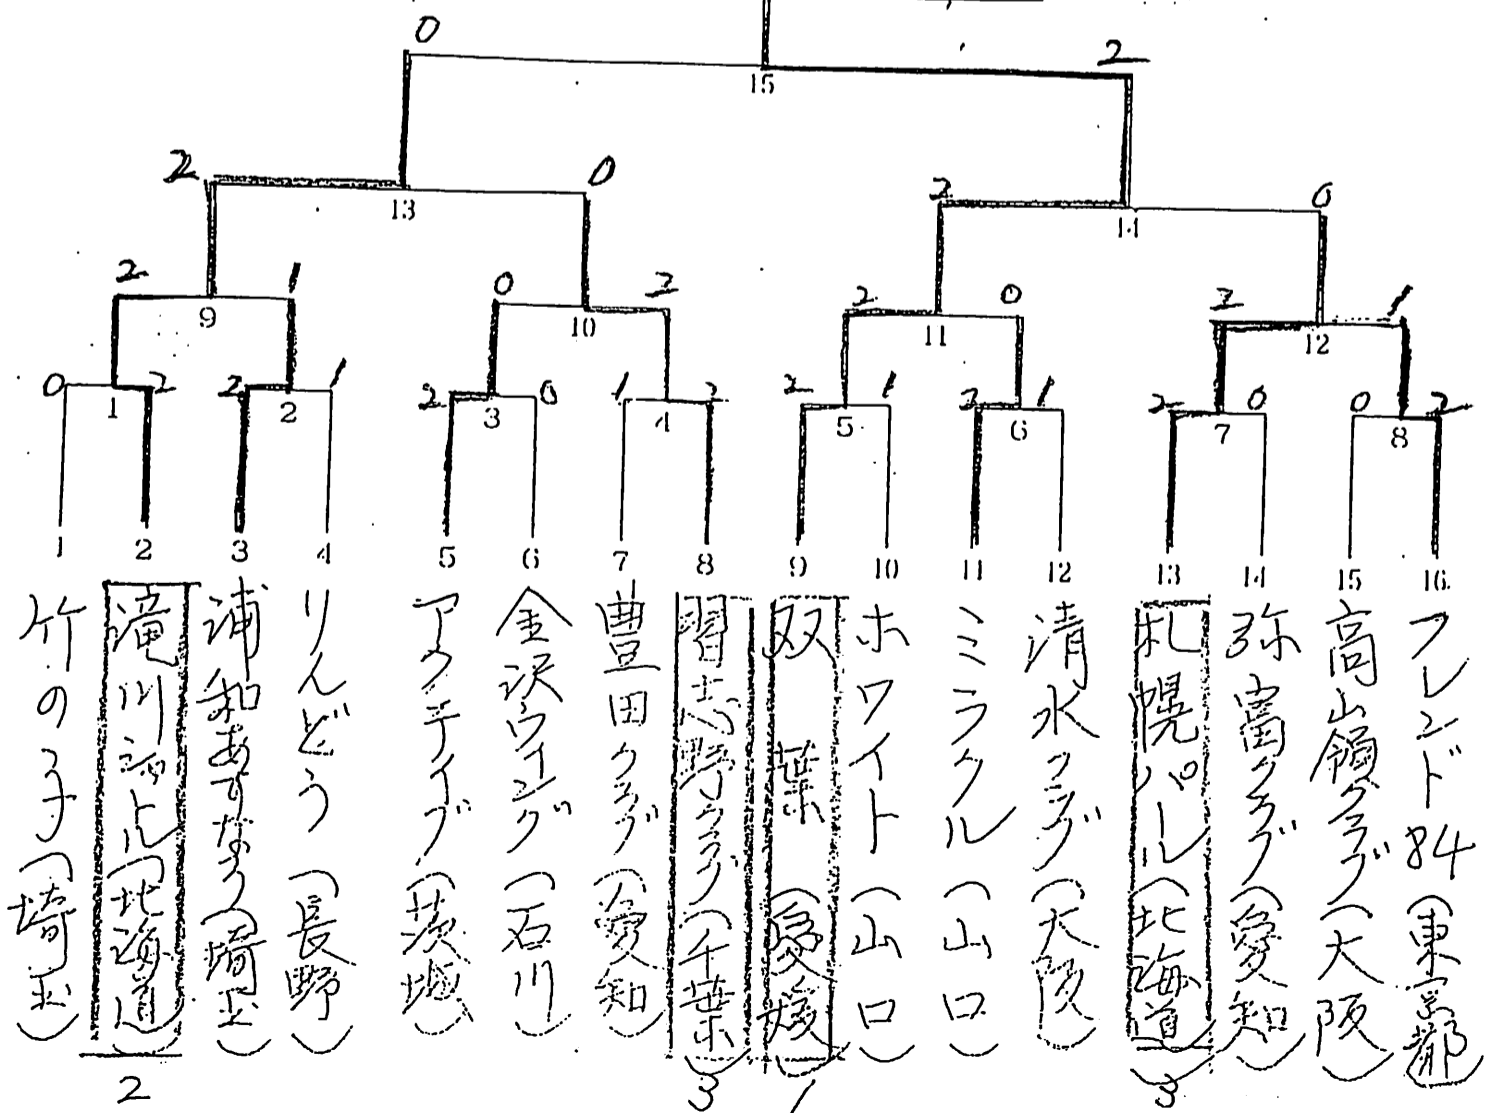 0 2
15
2 0 2 0
13 14
2 1 0 2 2 0 2 1
9 10 11 12
0 2 2 1 2 0 1 2 2 1 2 1 2 0 0 2
1 2 3 4 5 6 7 8
1 2 3 4 5 6 7 8 9 10 11 12 13 14 15 16
竹の子(埼玉)
滝川シャトル(北海道)
浦和あすなろ(埼玉)
りんどう(長野)
アクティブ(茨城)
金沢ウイング(石川)
豊田クラブ(愛知)
習志野クラブ(千葉)
双葉(愛媛)
ホワイト(山口)
ミラクル(山口)
清水クラブ(大阪)
札幌パール(北海道)
弥富クラブ(愛知)
高山額クラブ(大阪)
フレンド84(東京都)
2 3 1 3